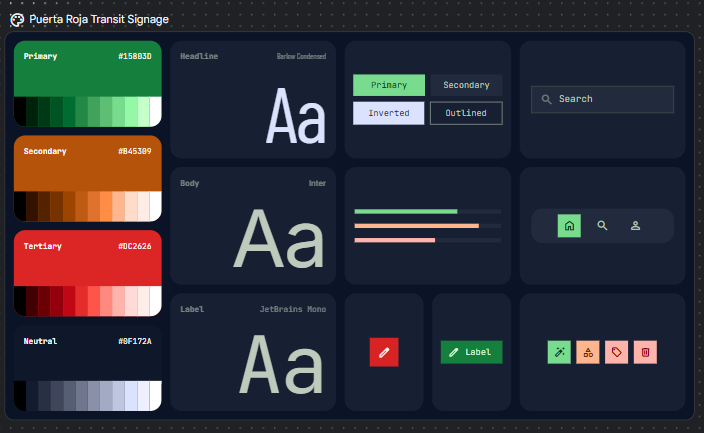 Puerta Roja Transit Signage
Primary #15803D
Headline Barlow Condensed
Aa
Primary Secondary
Inverted Outlined
Search
Secondary #B45309
Body Inter
Aa
Tertiary #DC2626
Label JetBrains Mono
Aa
Label
Neutral #0F172A